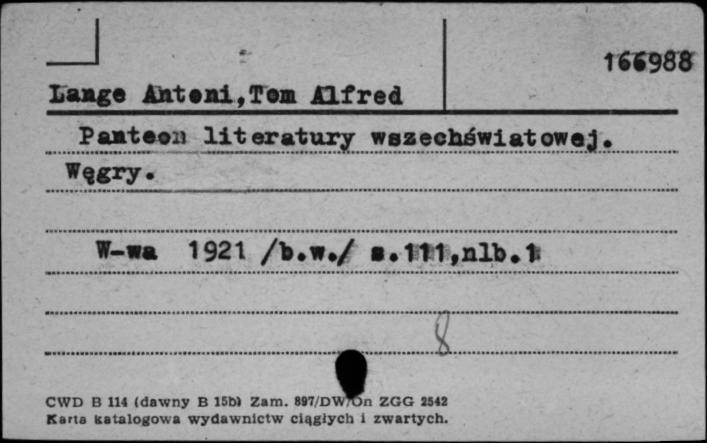 166988
Lange Antoni,Tom Alfred
Panteon literatury wszechświatowej.
Węgry.
W-wa 1921 /b.w./ s.111,nlb.1
8
CWD B 114 (dawny B 15b) Zam. 897/DW/On ZGG 2542
Karta katalogowa wydawnictw ciągłych i zwartych.